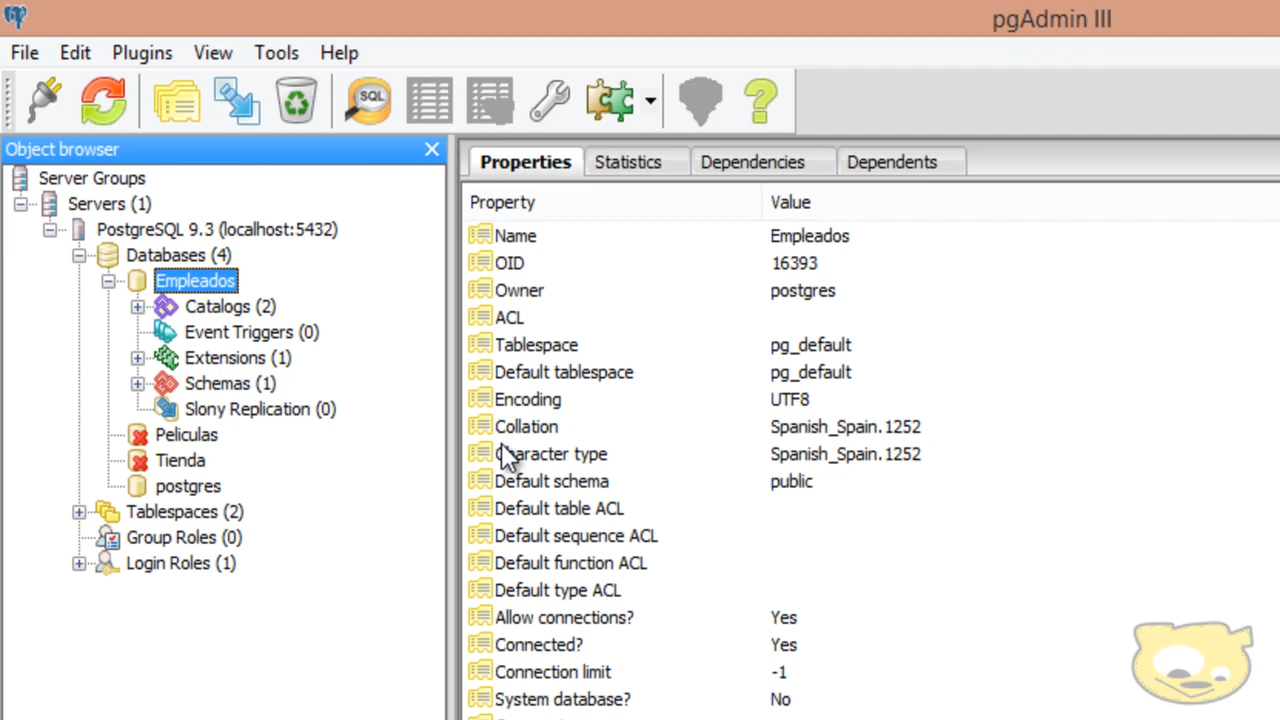 pgAdmin III
File Edit Plugins View Tools Help
SQL
Object browser
Server Groups
Servers (1)
PostgreSQL 9.3 (localhost:5432)
Databases (4)
Empleados
Catalogs (2)
Event Triggers (0)
Extensions (1)
Schemas (1)
Slony Replication (0)
Peliculas
Tienda
postgres
Tablespaces (2)
Group Roles (0)
Login Roles (1)
Properties Statistics Dependencies Dependents
Property Value
Name Empleados
OID 16393
Owner postgres
ACL
Tablespace pg_default
Default tablespace pg_default
Encoding UTF8
Collation Spanish_Spain.1252
Character type Spanish_Spain.1252
Default schema public
Default table ACL
Default sequence ACL
Default function ACL
Default type ACL
Allow connections? Yes
Connected? Yes
Connection limit -1
System database? No